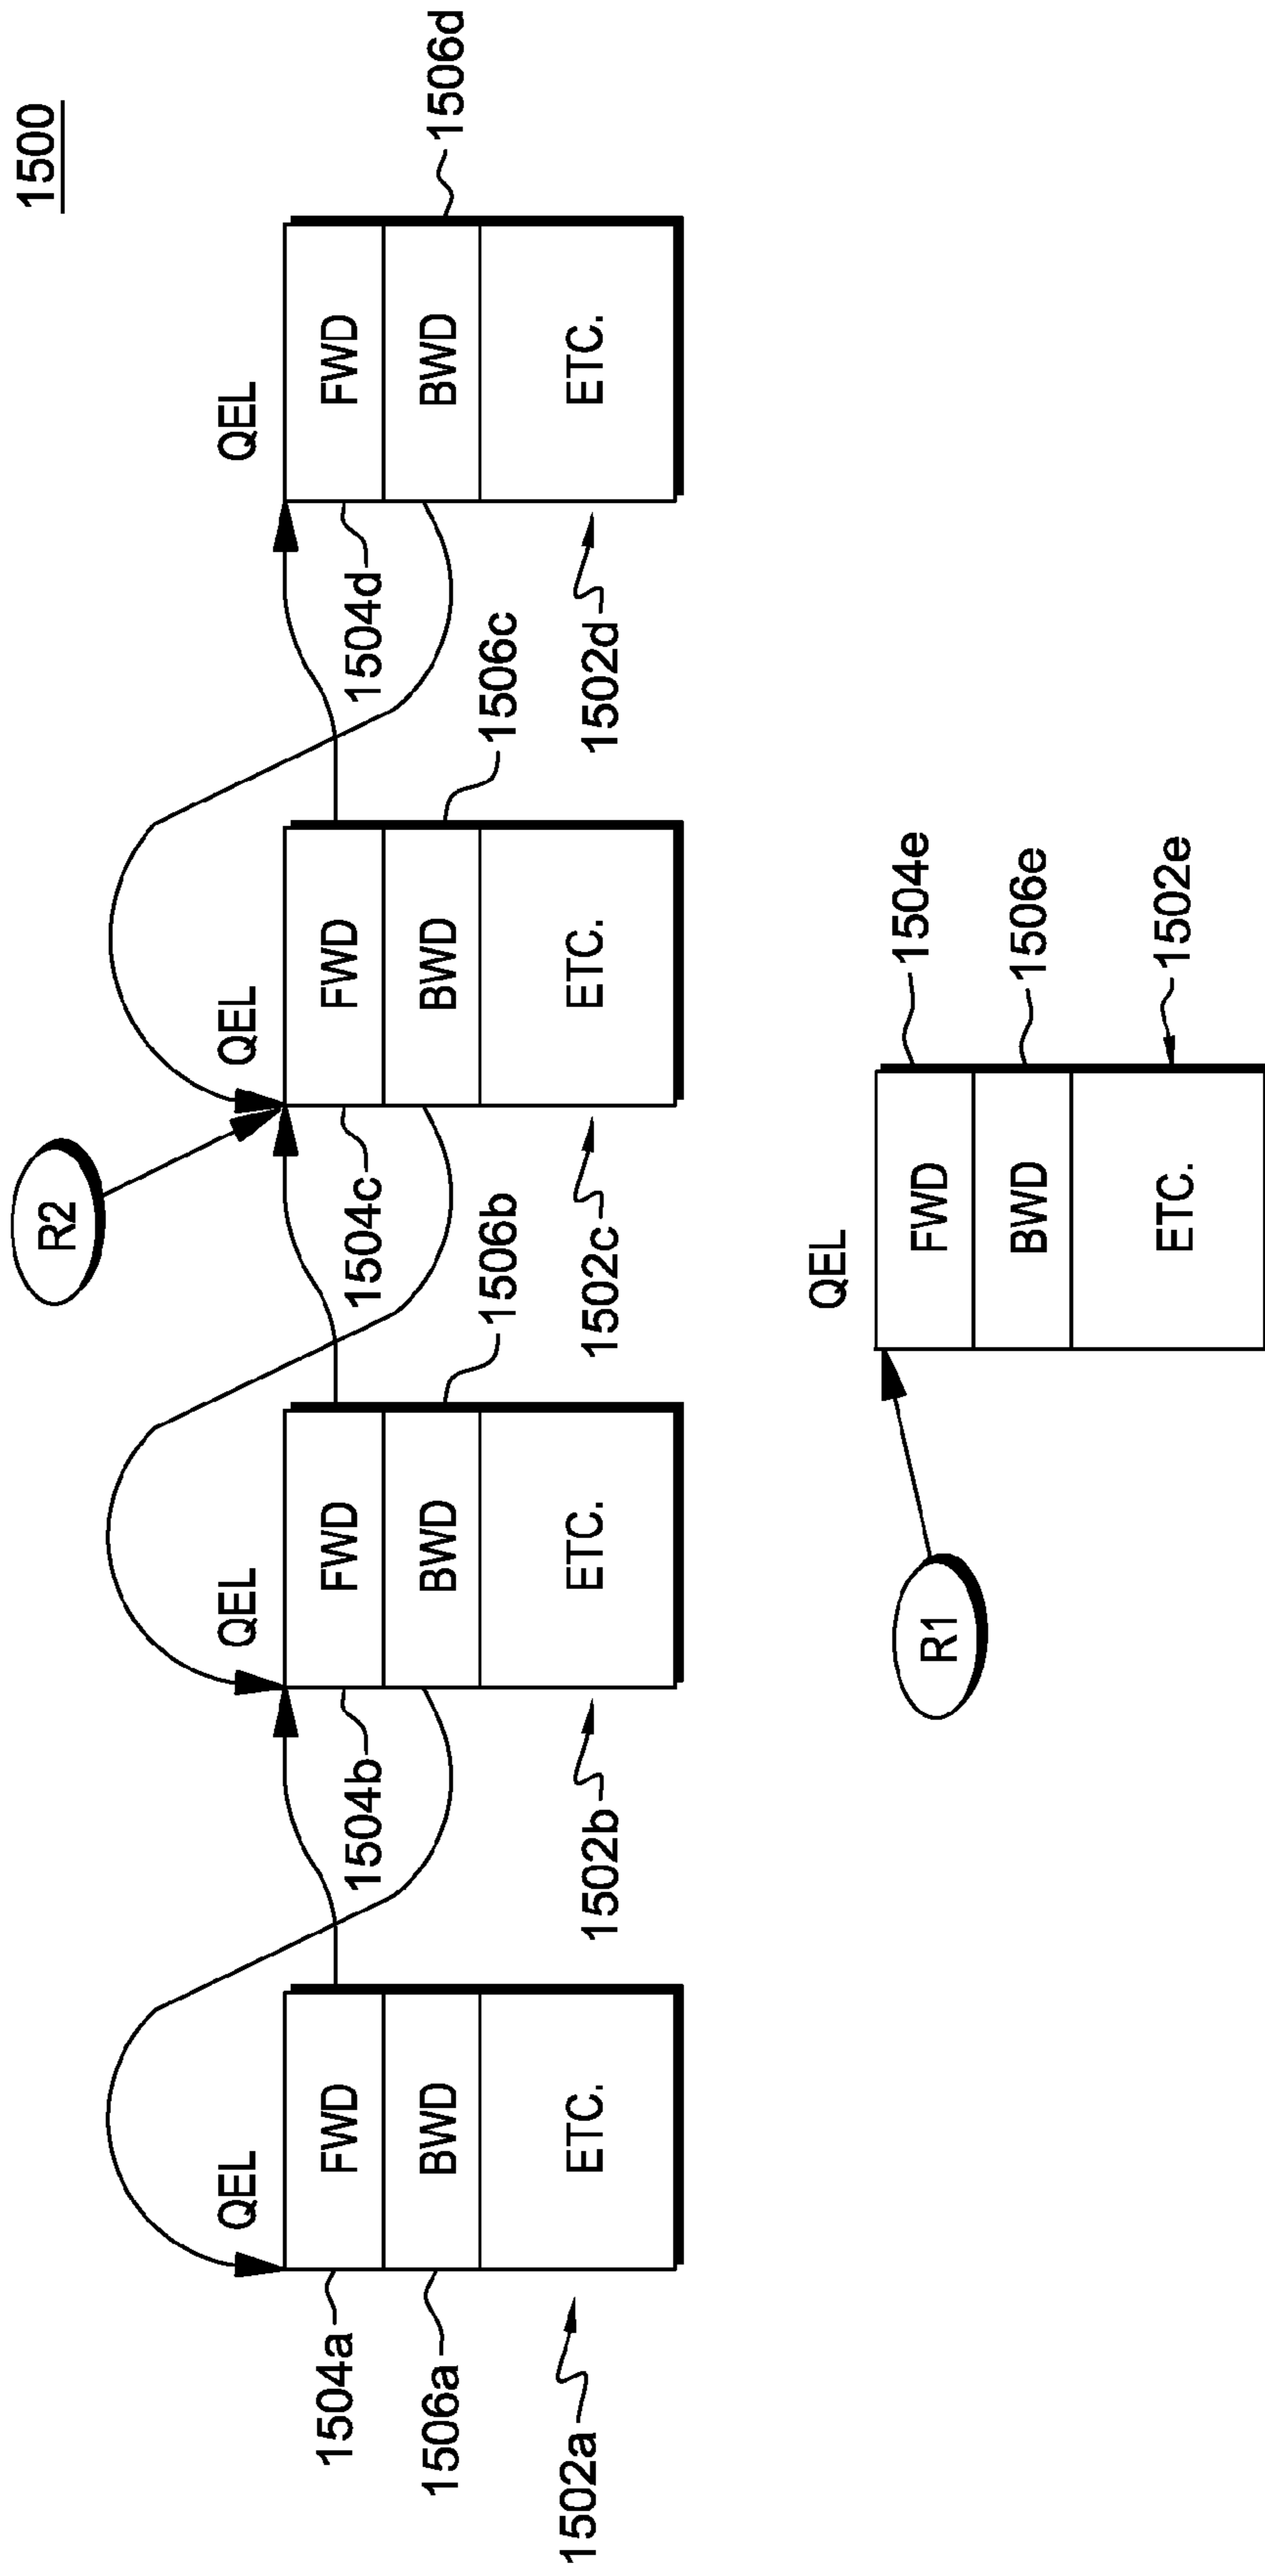 1500
R2
QEL
QEL
QEL
QEL
1504a
FWD
1504b
FWD
1504c
FWD
1504d
FWD
1506a
BWD
BWD
1506b
BWD
1506c
BWD
1506d
1502a
ETC.
1502b
ETC.
1502c
ETC.
1502d
ETC.
QEL
R1
FWD
1504e
BWD
1506e
ETC.
1502e